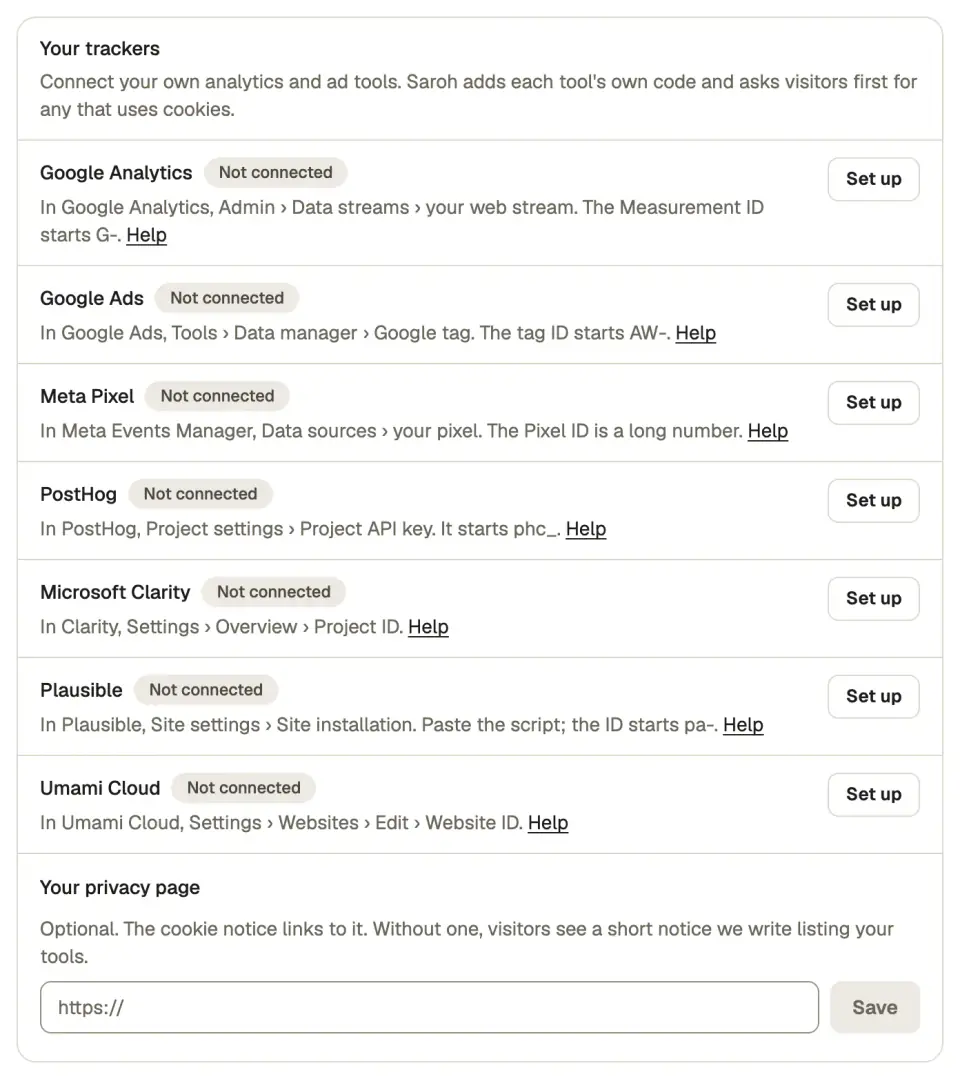 Your trackers
Connect your own analytics and ad tools. Saroh adds each tool's own code and asks visitors first for
any that uses cookies.
Google Analytics Not connected
Set up
In Google Analytics, Admin › Data streams › your web stream. The Measurement ID
starts G-. Help
Google Ads Not connected
Set up
In Google Ads, Tools › Data manager › Google tag. The tag ID starts AW-. Help
Meta Pixel Not connected
Set up
In Meta Events Manager, Data sources › your pixel. The Pixel ID is a long number. Help
PostHog Not connected
Set up
In PostHog, Project settings › Project API key. It starts phc_. Help
Microsoft Clarity Not connected
Set up
In Clarity, Settings › Overview › Project ID. Help
Plausible Not connected
Set up
In Plausible, Site settings › Site installation. Paste the script; the ID starts pa-. Help
Umami Cloud Not connected
Set up
In Umami Cloud, Settings › Websites › Edit › Website ID. Help
Your privacy page
Optional. The cookie notice links to it. Without one, visitors see a short notice we write listing your
tools.
https://
Save